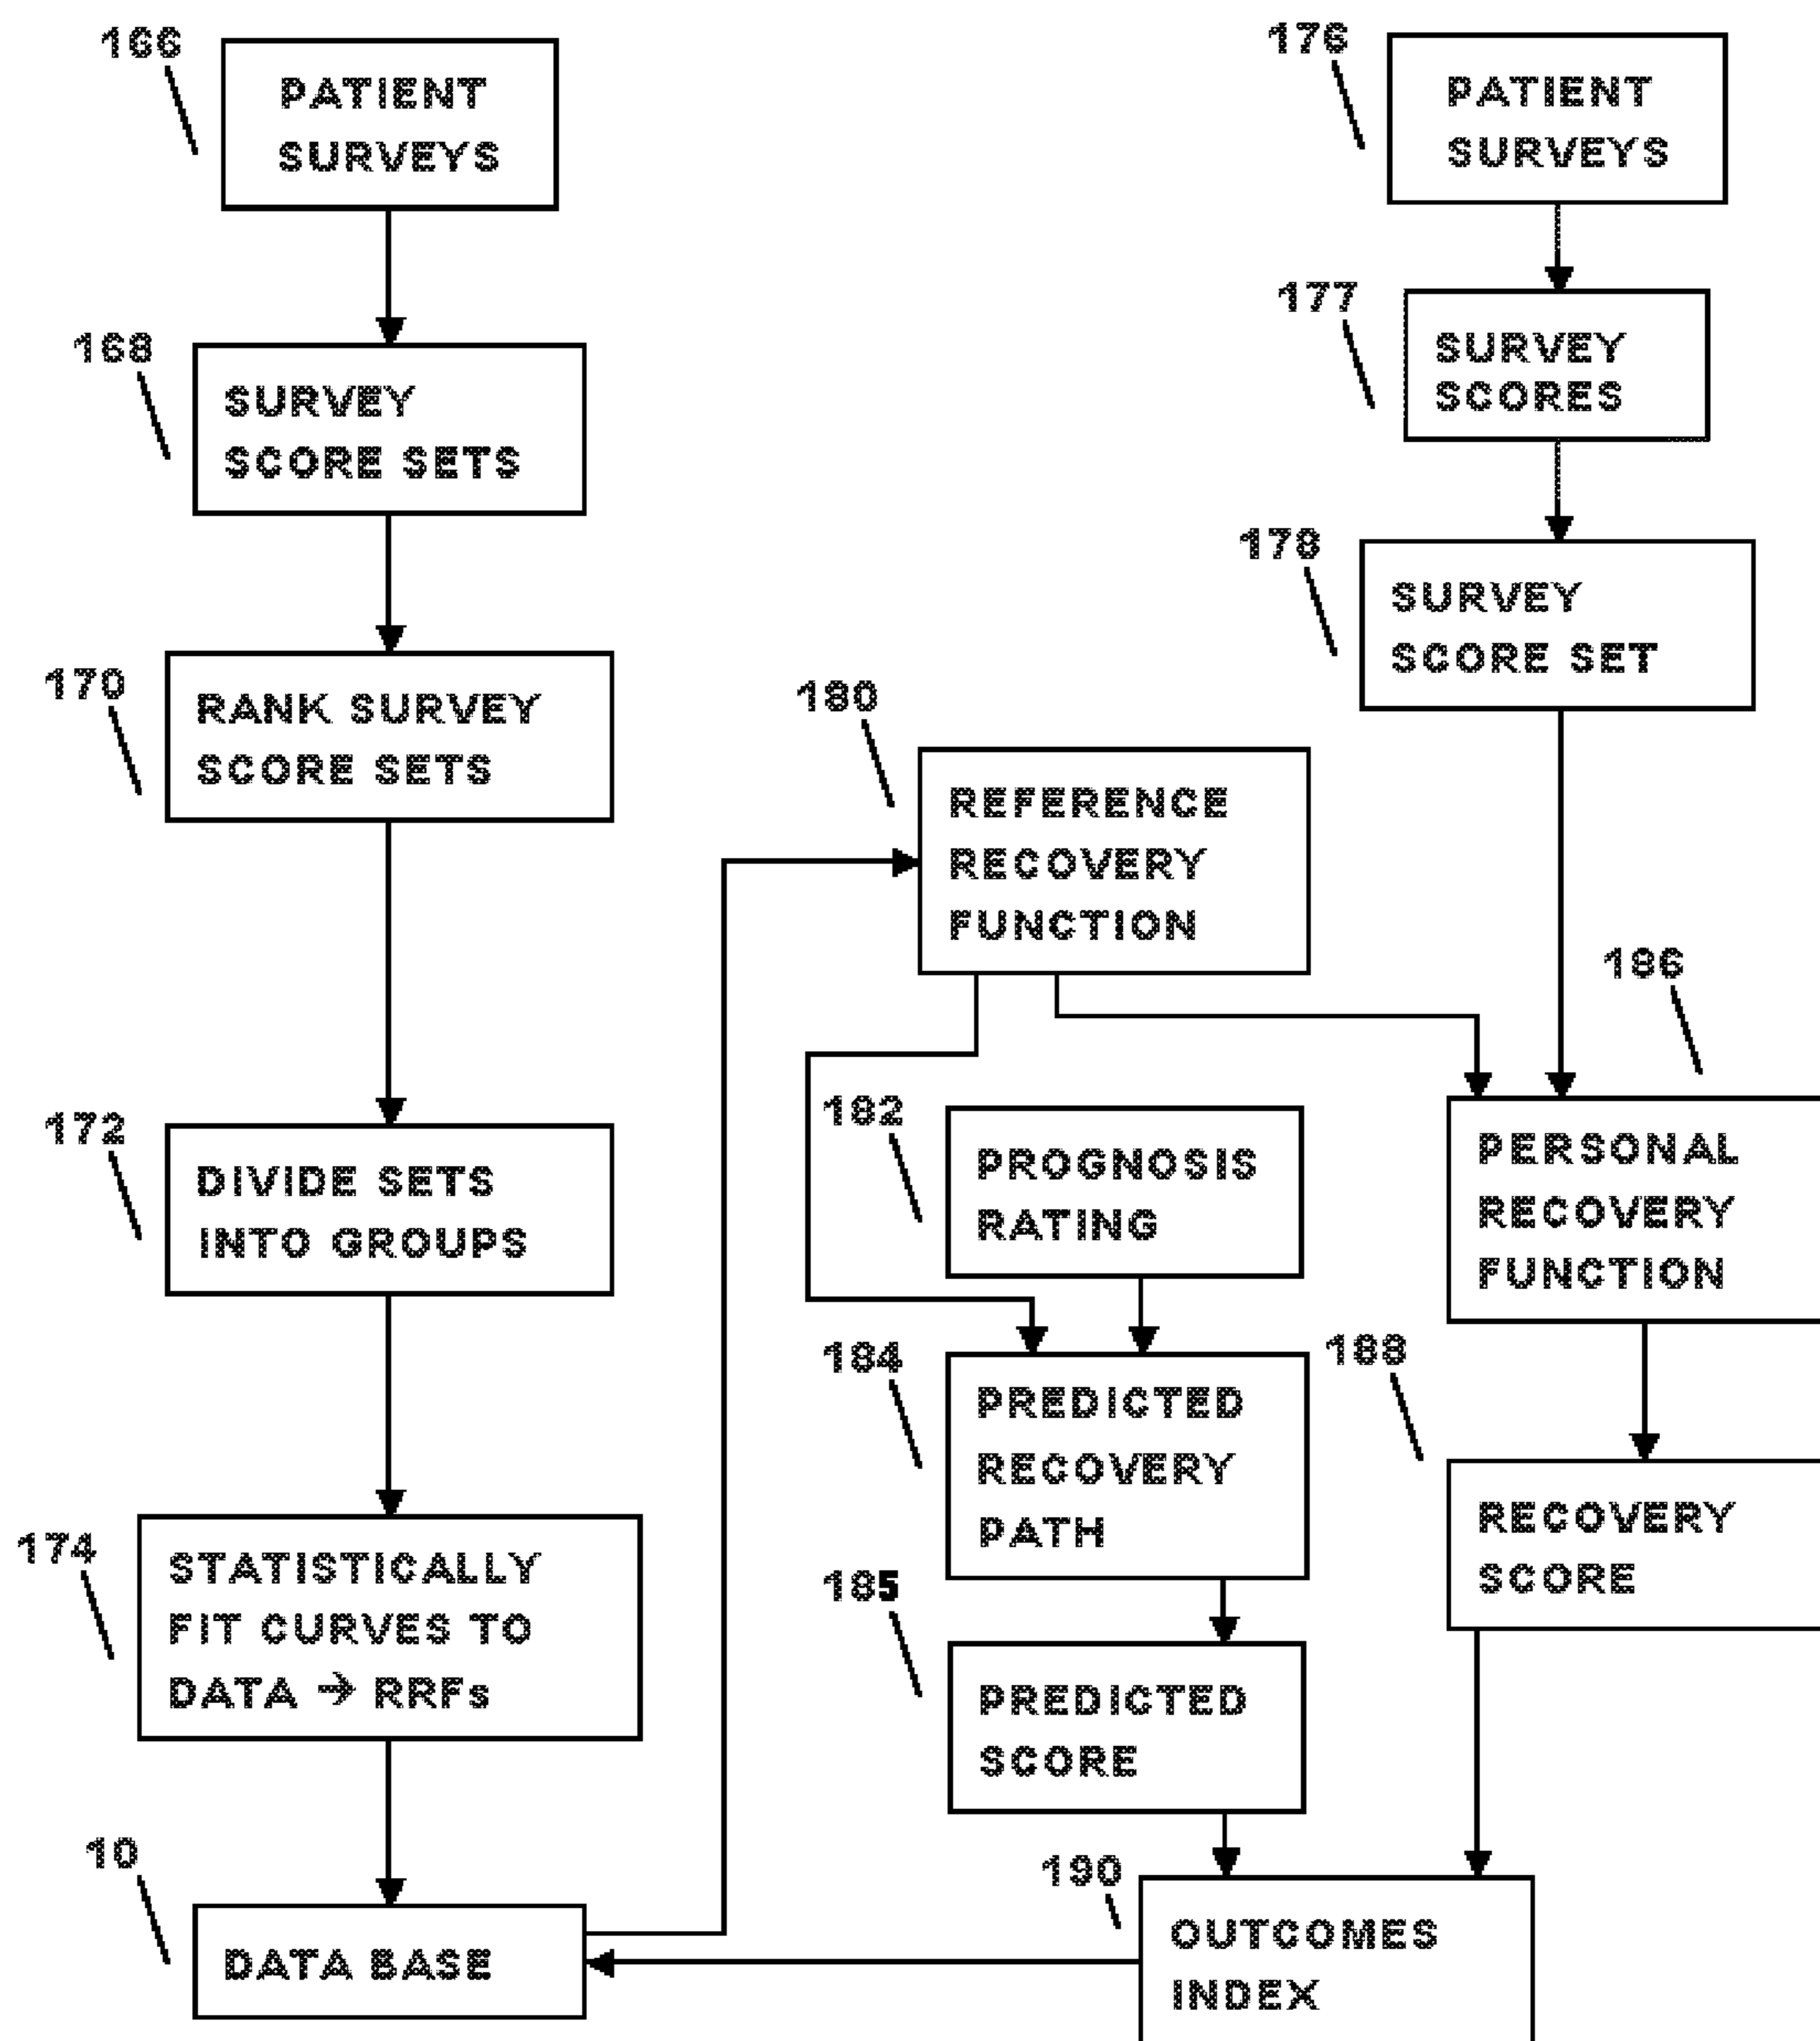 166
PATIENT
SURVEYS
168
SURVEY
SCORE SETS
170
RANK SURVEY
SCORE SETS
172
DIVIDE SETS
INTO GROUPS
174
STATISTICALLY
FIT CURVES TO
DATA → RRFs
10
DATA BASE
180
REFERENCE
RECOVERY
FUNCTION
182
PROGNOSIS
RATING
184
PREDICTED
RECOVERY
PATH
185
PREDICTED
SCORE
190
OUTCOMES
INDEX
176
PATIENT
SURVEYS
177
SURVEY
SCORES
178
SURVEY
SCORE SET
186
PERSONAL
RECOVERY
FUNCTION
188
RECOVERY
SCORE